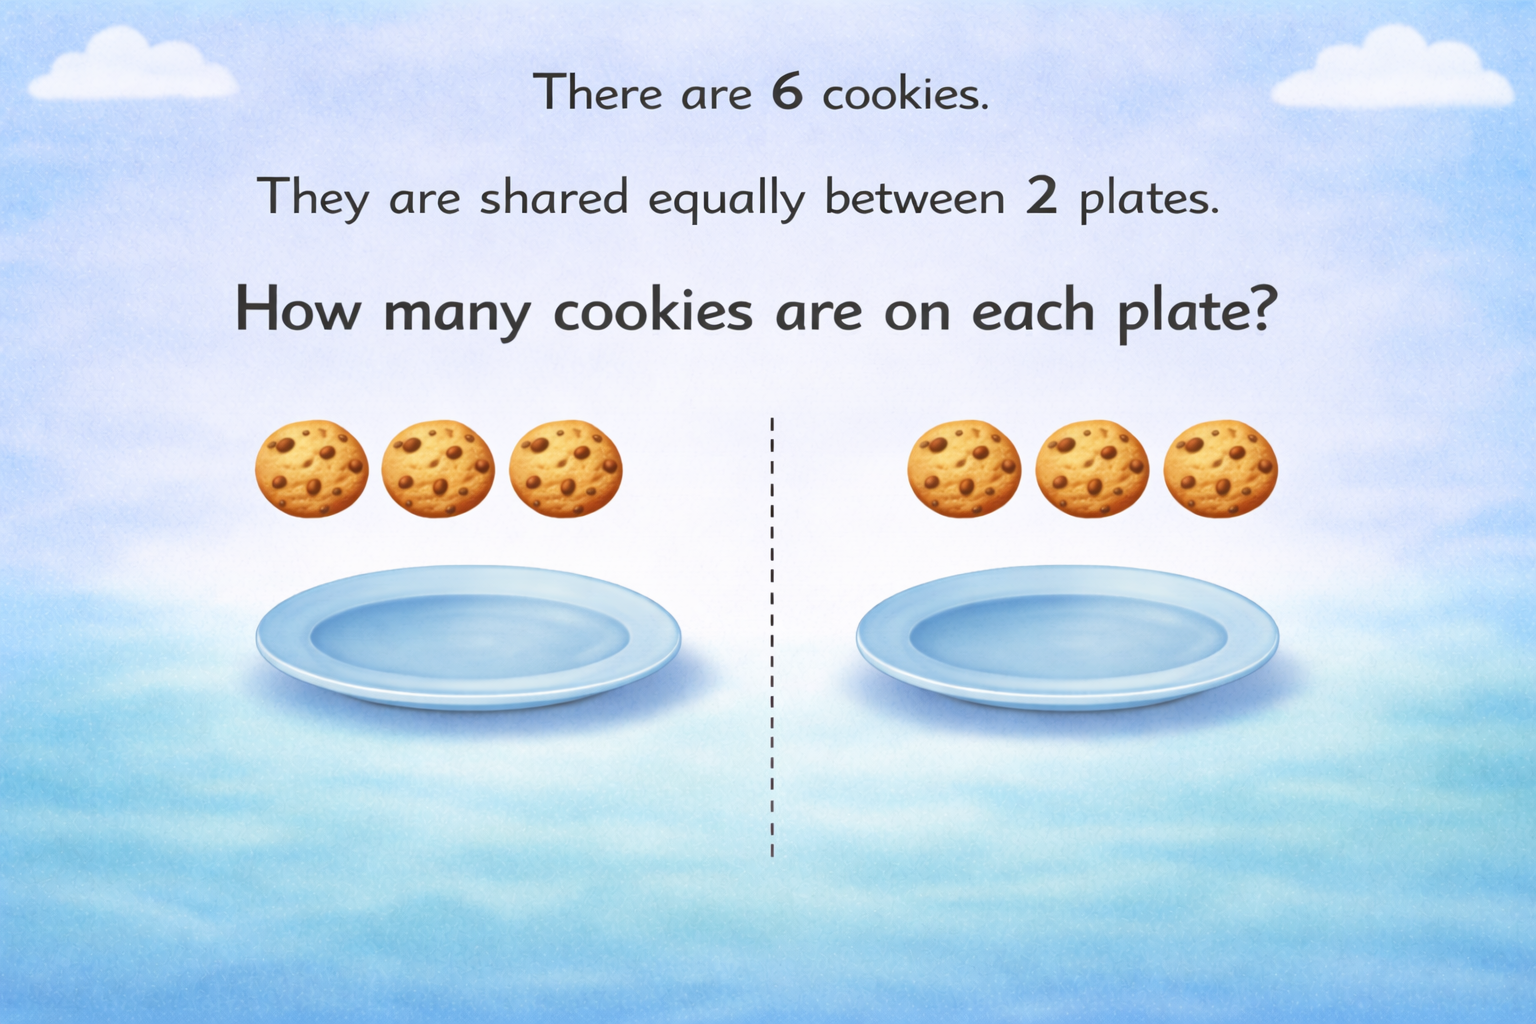 There are 6 cookies.
They are shared equally between 2 plates.
How many cookies are on each plate?